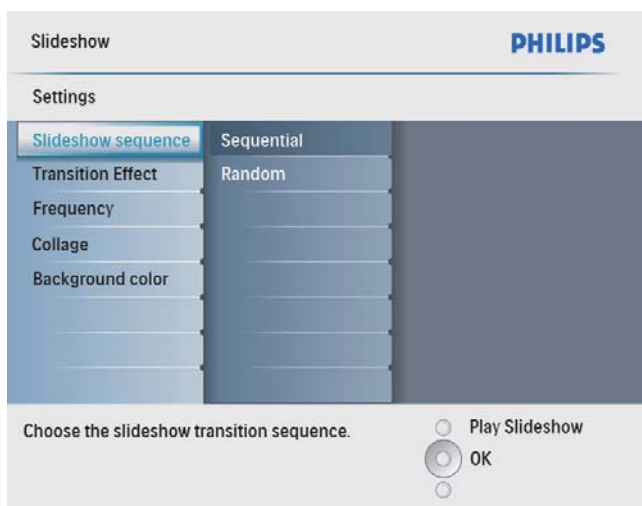 Slideshow
PHILIPS
Settings
Slideshow sequence
Sequential
Transition Effect
Random
Frequency
Collage
Background color
Choose the slideshow transition sequence.
Play Slideshow
OK